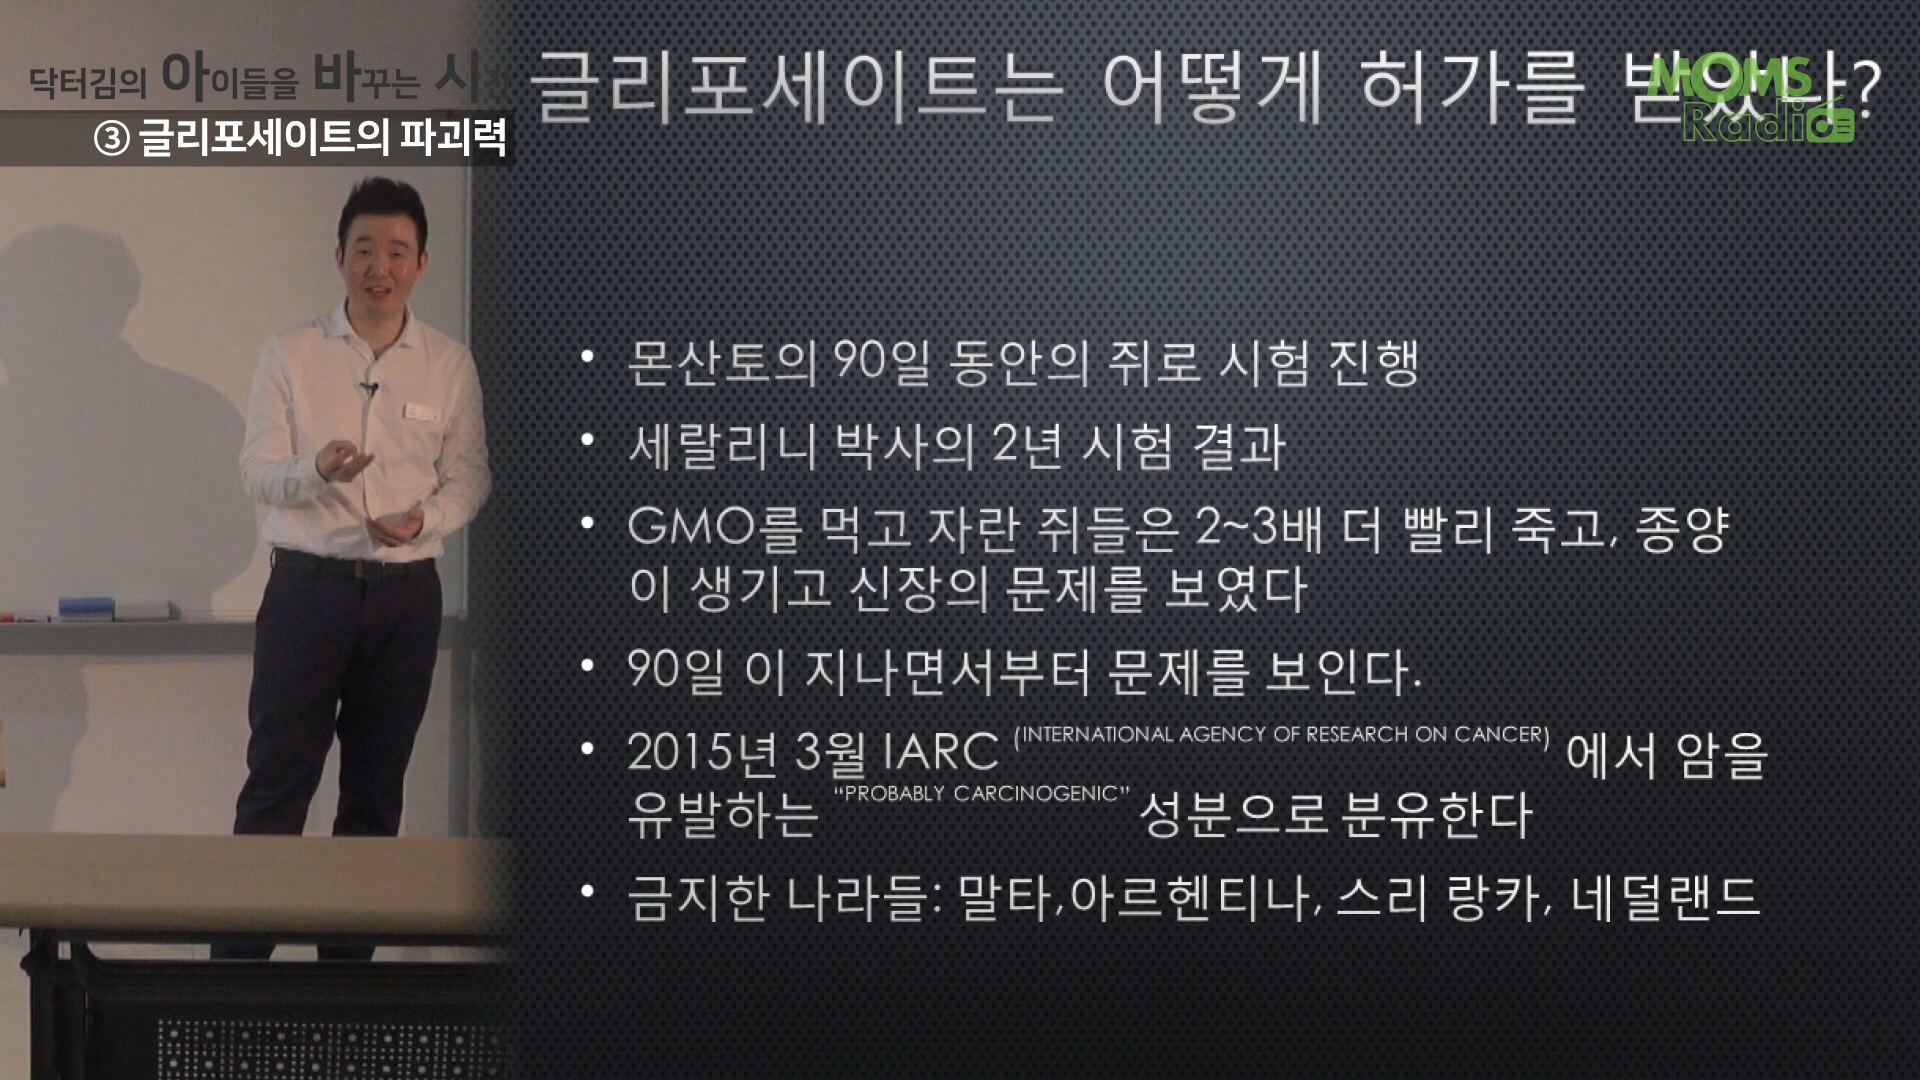 닥터김의 아이들을 바꾸는 시
③ 글리포세이트의 파괴력
글리포세이트는 어떻게 허가를 받았나?
MOMS
Radio
• 몬산토의 90일 동안의 쥐로 시험 진행
• 세랄리니 박사의 2년 시험 결과
• GMO를 먹고 자란 쥐들은 2~3배 더 빨리 죽고, 종양
이 생기고 신장의 문제를 보였다
• 90일 이 지나면서부터 문제를 보인다.
• 2015년 3월 IARC (INTERNATIONAL AGENCY OF RESEARCH ON CANCER) 에서 암을
유발하는 “PROBABLY CARCINOGENIC” 성분으로 분유한다
• 금지한 나라들: 말타,아르헨티나, 스리 랑카, 네덜랜드